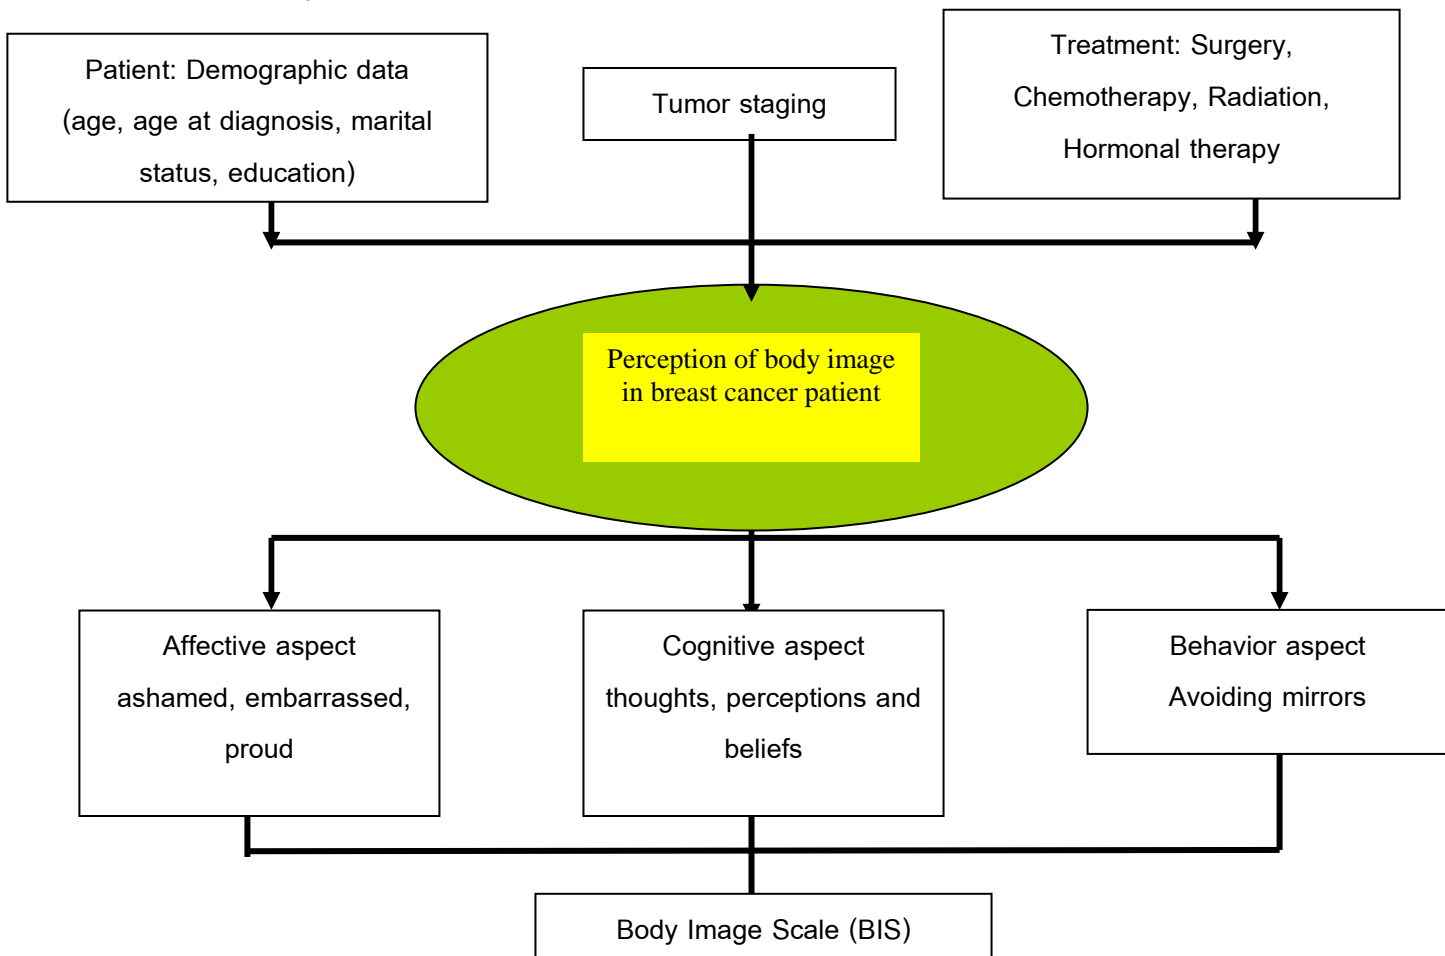 Patient: Demographic data
(age, age at diagnosis, marital
status, education)
Tumor staging
Treatment: Surgery,
Chemotherapy, Radiation,
Hormonal therapy
Perception of body image
in breast cancer patient
Affective aspect
ashamed, embarrassed,
proud
Cognitive aspect
thoughts, perceptions and
beliefs
Behavior aspect
Avoiding mirrors
Body Image Scale (BIS)